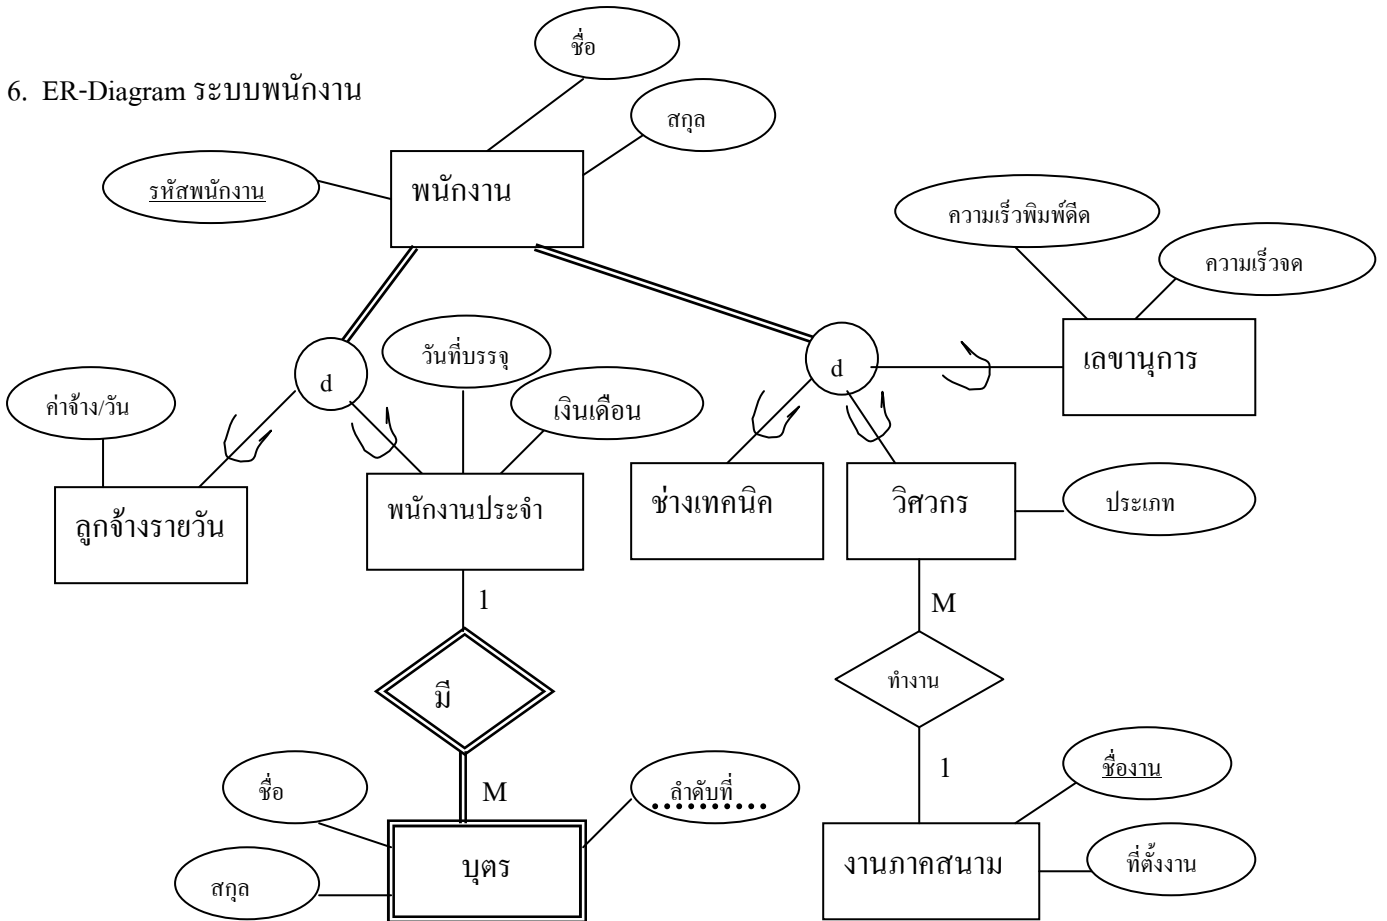 ชื่อ
6. ER-Diagram ระบบพนักงาน
สกุล
รหัสพนักงาน
พนักงาน
ความเร็วพิมพ์ดีด
ความเร็วจด
วันที่บรรจุ
เลขานุการ
d
d
ค่าจ้าง/วัน
เงินเดือน
ลูกจ้างรายวัน
พนักงานประจำ
ช่างเทคนิค
วิศวกร
ประเภท
1
M
มี
ทำงาน
ชื่อ
M
ลำดับที่
1
ชื่องาน
สกุล
บุตร
งานภาคสนาม
ที่ตั้งงาน